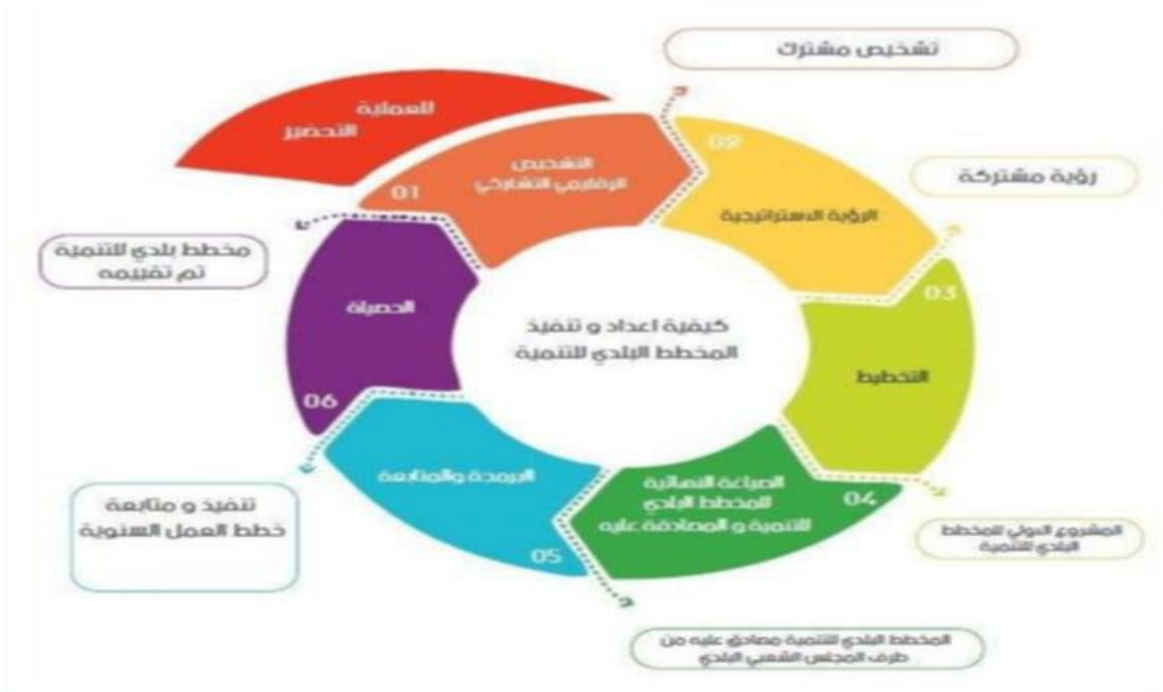 تشخيص مشترك
للعملية
التحضير
01
التشخيص
الإقليمي التشاركي
02
الرؤية الاستراتيجية
رؤية مشتركة
03
التخطيط
المشروع الاولي للمخطط
البلدي للتنمية
04
الصياغة النهائية
للمخطط البلدي
للتنمية و المصادقة عليه
المخطط البلدي للتنمية مصادق عليه من
طرف المجلس الشعبي البلدي
05
البرمجة والمتابعة
تنفيذ و متابعة
خطط العمل السنوية
06
الحصيلة
مخطط بلدي للتنمية
تم تقييمه
كيفية اعداد و تنفيذ
المخطط البلدي للتنمية